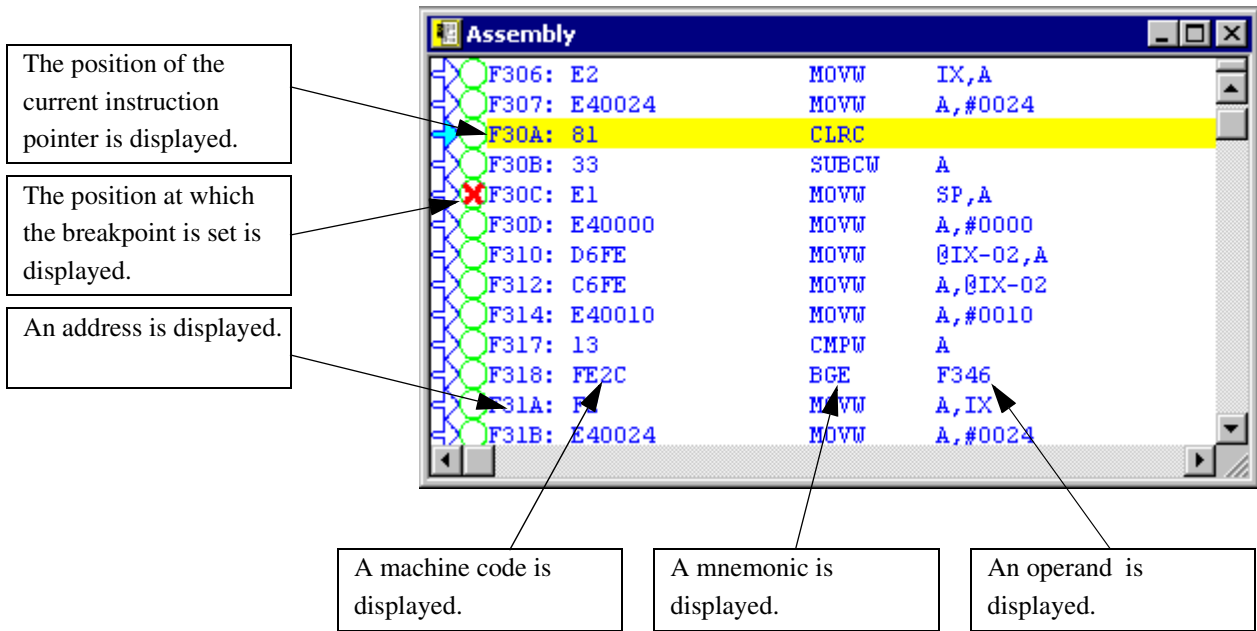 Assembly
The position of the
current instruction
pointer is displayed.
The position at which
the breakpoint is set is
displayed.
An address is displayed.
F306: E2 MOVW IX,A
F307: E40024 MOVW A,#0024
F30A: 81 CLRC
F30B: 33 SUBCW A
F30C: E1 MOVW SP,A
F30D: E40000 MOVW A,#0000
F310: D6FE MOVW @IX-02,A
F312: C6FE MOVW A,@IX-02
F314: E40010 MOVW A,#0010
F317: 13 CMPW A
F318: FE2C BGE F346
F31A: MOVW A,IX
F31B: E40024 MOVW A,#0024
A machine code is
displayed.
A mnemonic is
displayed.
An operand is
displayed.